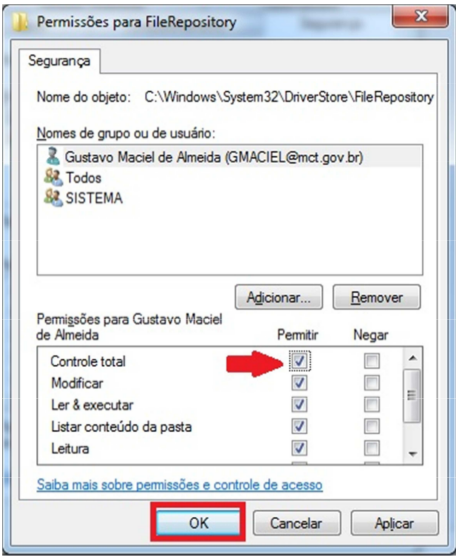 Permissões para FileRepository
Segurança
Nome do objeto: C:\Windows\System32\DriverStore\FileRepository
Nomes de grupo ou de usuário:
Gustavo Maciel de Almeida (GMACIEL@mct.gov.br)
Todos
SISTEMA
Adicionar... Remover
Permissões para Gustavo Maciel
de Almeida Permitir Negar
Controle total
Modificar
Ler & executar
Listar conteúdo da pasta
Leitura
Saiba mais sobre permissões e controle de acesso
OK Cancelar Aplicar